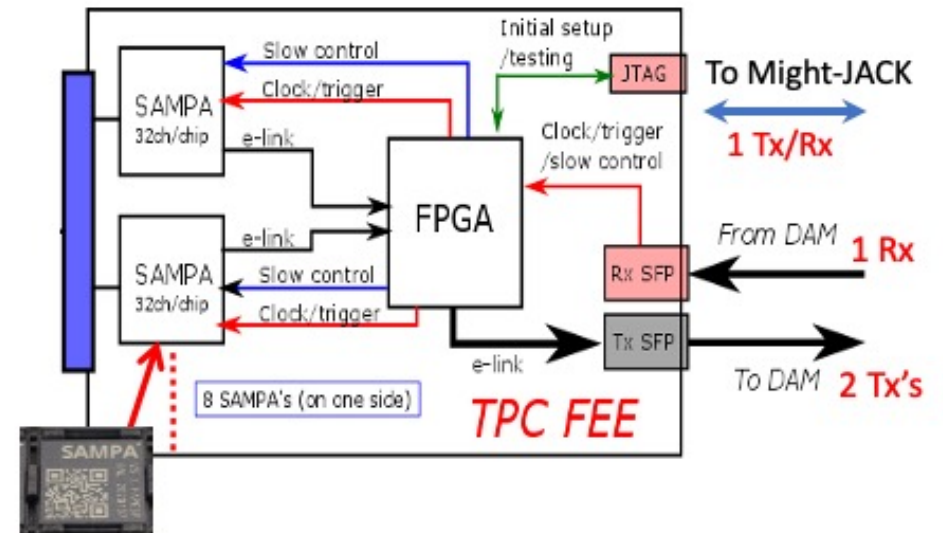 Initial setup
/testing
JTAG
To Might-JACK
1 Tx/Rx
SAMPA
32ch/chip
Slow control
Clock/trigger
e-link
Clock/trigger
/slow control
FPGA
SAMPA
32ch/chip
e-link
Slow control
Clock/trigger
Rx SFP
From DAM
1 Rx
Tx SFP
e-link
To DAM
2 Tx's
8 SAMPA's (on one side)
TPC FEE
SAMPA